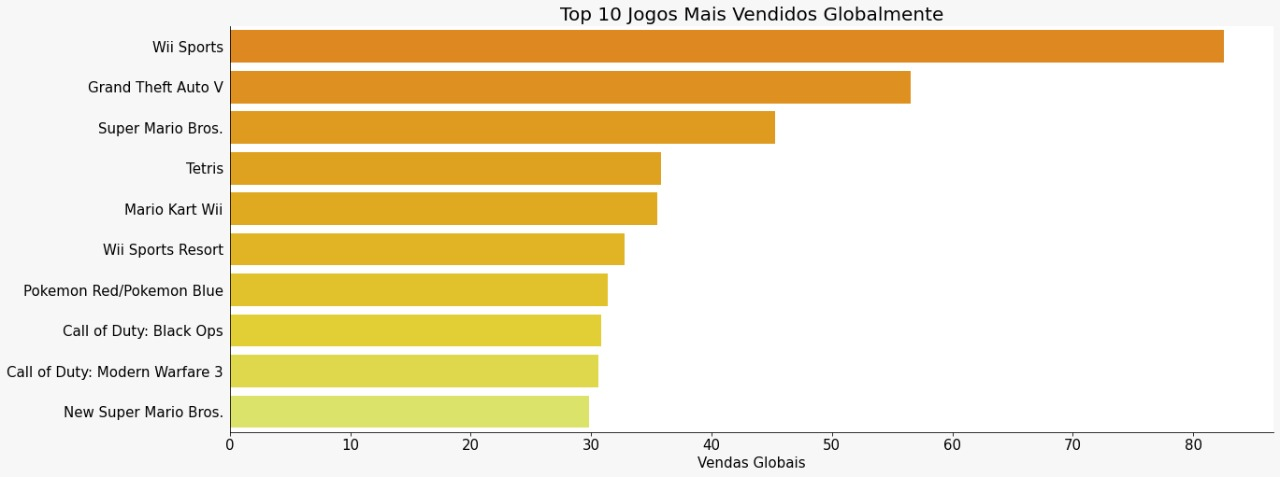 Top 10 Jogos Mais Vendidos Globalmente
Wii Sports
Grand Theft Auto V
Super Mario Bros.
Tetris
Mario Kart Wii
Wii Sports Resort
Pokemon Red/Pokemon Blue
Call of Duty: Black Ops
Call of Duty: Modern Warfare 3
New Super Mario Bros.
0 10 20 30 40 50 60 70 80
Vendas Globais